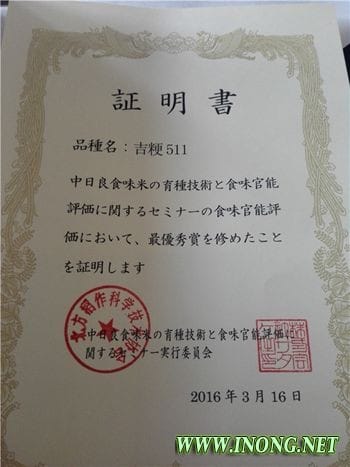 証明書
品種名：吉粳511
中日良食味米の育種技術と食味官能
評価に関するセミナーの食味官能評
価において、最優秀賞を修めたこと
を証明します
中日良食味米の育種技術と食味官能評価に
関するセミナー実行委員会
2016年3月16日
WWW.INONG.NET